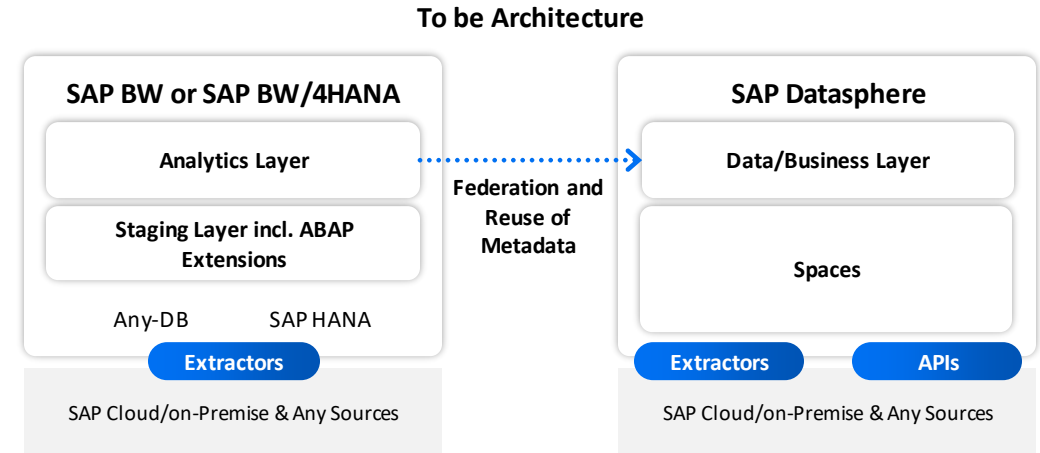 To be Architecture
SAP BW or SAP BW/4HANA
Analytics Layer
Staging Layer incl. ABAP
Extensions
Any-DB
SAP HANA
Extractors
SAP Cloud/on-Premise & Any Sources
Federation and
Reuse of
Metadata
SAP Datasphere
Data/Business Layer
Spaces
Extractors
APIs
SAP Cloud/on-Premise & Any Sources